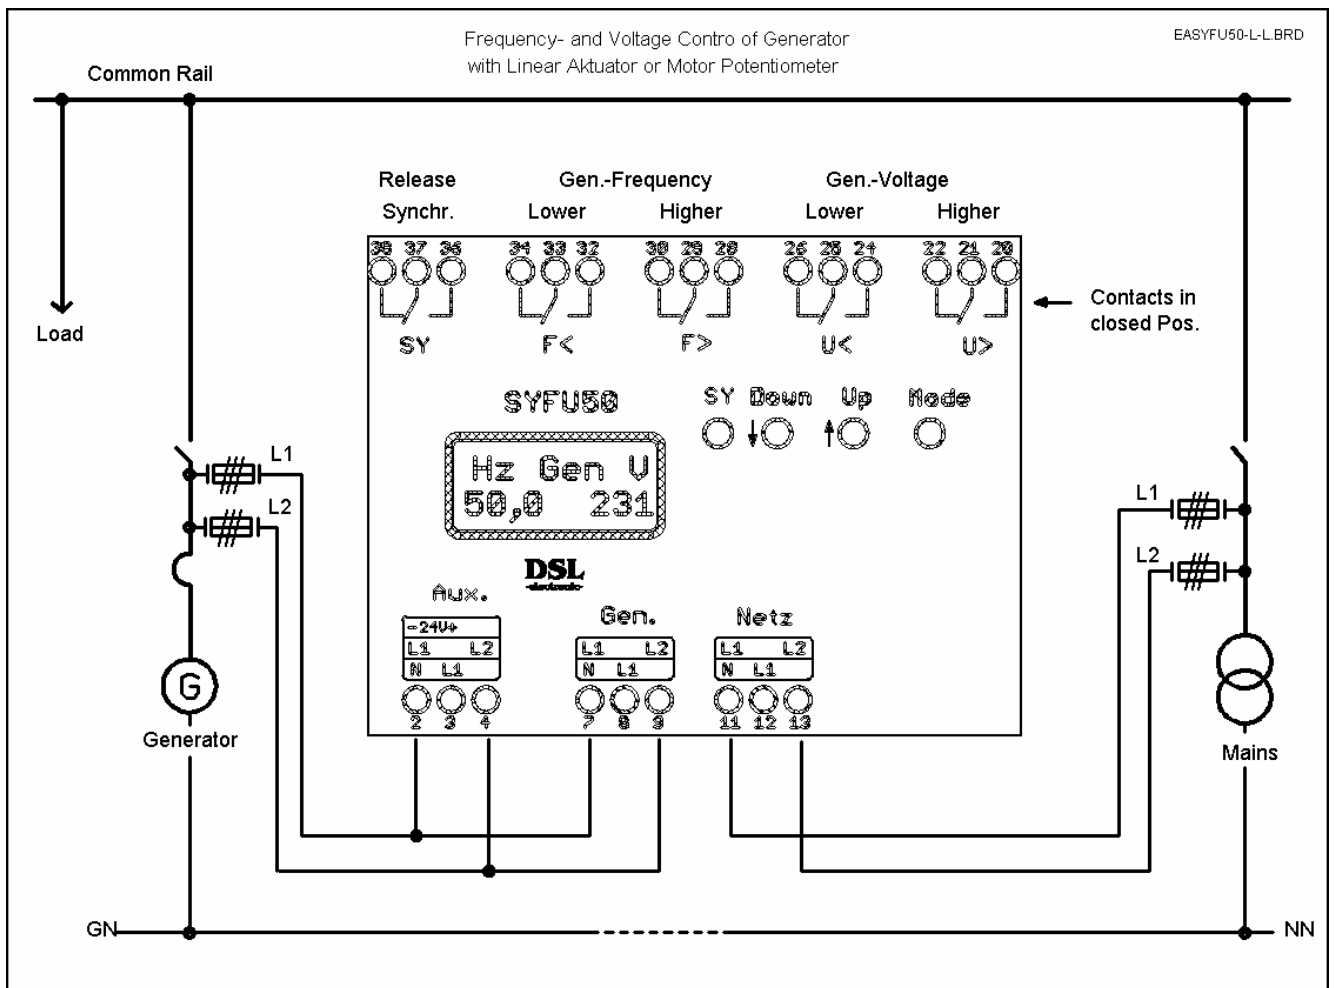 Frequency- and Voltage Contro of Generator
with Linear Aktuator or Motor Potentiometer
EASYFU50-L-L.BRD
Common Rail
Release Gen.-Frequency Gen.-Voltage
Synchr. Lower Higher Lower Higher
38 37 36 34 33 32 30 29 28 26 25 24 22 21 20
SY F< F> U< U>
Contacts in
closed Pos.
Load
SYFU50
SY Down Up Mode
Hz Gen V
50,0 231
L1
L2
L1
L2
DSL
electronic
Aux. Gen. Netz
-24V+
L1 L2 L1 L2 L1 L2
N L1 N L1 N L1
2 3 4 7 8 9 11 12 13
G
Generator
Mains
GN
NN